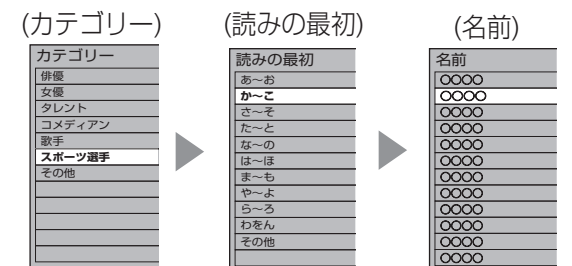 (カテゴリー)
カテゴリー
俳優
女優
タレント
コメディアン
歌手
スポーツ選手
その他
(読みの最初)
読みの最初
あ～お
か～こ
さ～そ
た～と
な～の
は～ほ
ま～も
や～よ
ら～ろ
わをん
その他
(名前)
名前
○○○○
○○○○
○○○○
○○○○
○○○○
○○○○
○○○○
○○○○
○○○○
○○○○
○○○○
○○○○